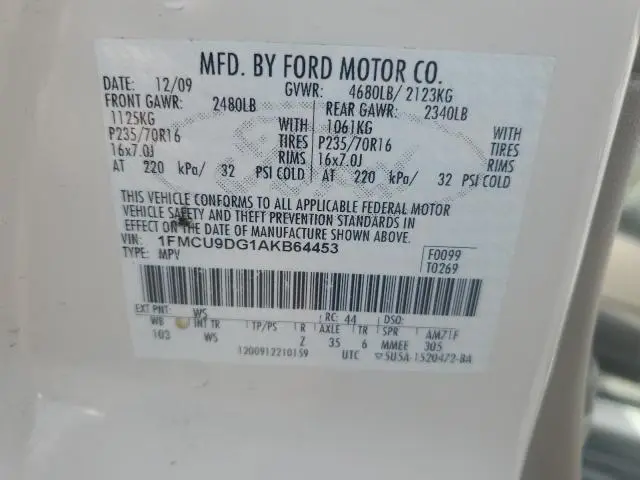 MFD. BY FORD MOTOR CO.
DATE: 12/09 GVWR: 4680LB/ 2123KG
FRONT GAWR: 2480LB REAR GAWR: 2340LB
1125KG WITH 1061KG WITH
P235/70R16 TIRES P235/70R16 TIRES
16x7.0J RIMS 16x7.0J RIMS
AT 220 kPa/ 32 PSI COLD AT 220 kPa/ 32 PSI COLD
THIS VEHICLE CONFORMS TO ALL APPLICABLE FEDERAL MOTOR
VEHICLE SAFETY AND THEFT PREVENTION STANDARDS IN
EFFECT ON THE DATE OF MANUFACTURE SHOWN ABOVE.
VIN: 1FMCU9DG1AKB64453 F0099
TYPE: MPV T0269
EXT PNT: WS RC: 44 DSO:
WB INT TR TP/PS R AXLE TR SPR AM71F
103 WS Z 35 6 MMEE 305
1200912210159 UTC 5U5A-1520472-BA